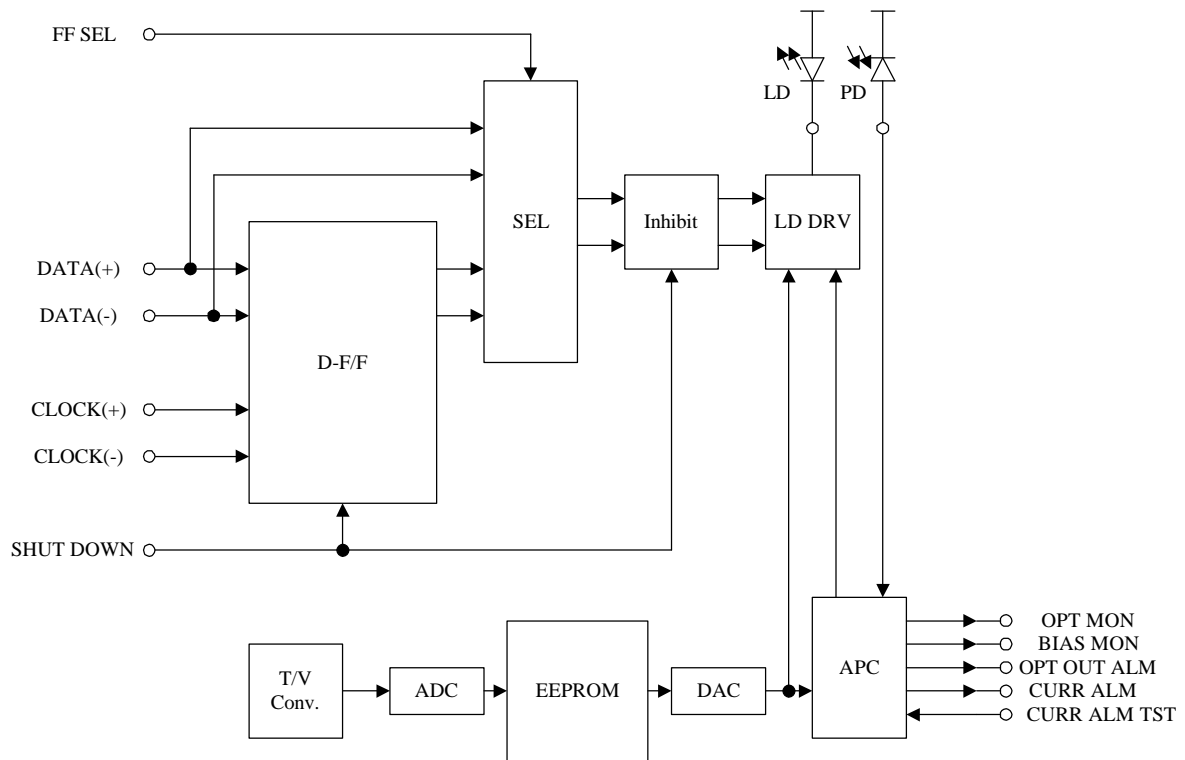 FF SEL
LD
PD
SEL
Inhibit
LD DRV
DATA(+)
DATA(-)
D-F/F
CLOCK(+)
CLOCK(-)
SHUT DOWN
T/V
Conv.
ADC
EEPROM
DAC
APC
OPT MON
BIAS MON
OPT OUT ALM
CURR ALM
CURR ALM TST